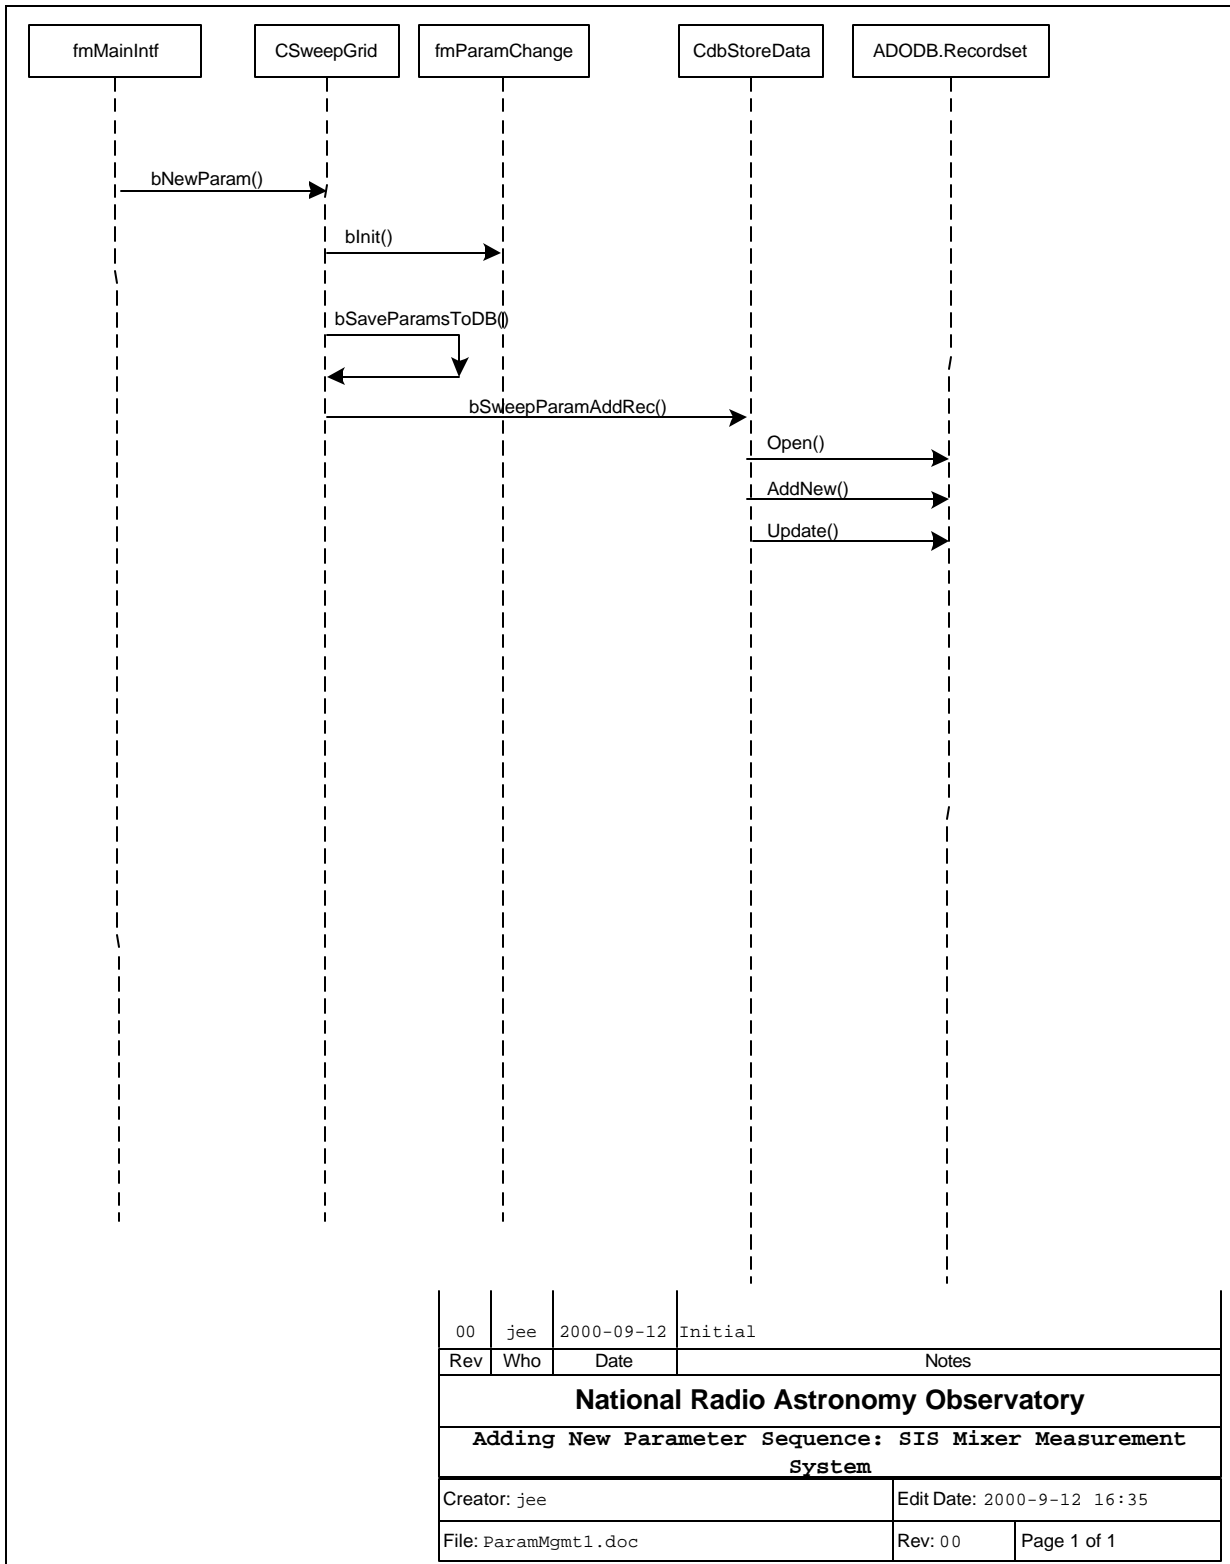 fmMainIntf
CSweepGrid
fmParamChange
CdbStoreData
ADODB.Recordset
bNewParam()
bInit()
bSaveParamsToDB()
bSweepParamAddRec()
Open()
AddNew()
Update()
00 jee 2000-09-12 Initial
Rev Who Date Notes
National Radio Astronomy Observatory
Adding New Parameter Sequence: SIS Mixer Measurement
System
Creator: jee Edit Date: 2000-9-12 16:35
File: ParamMgmt1.doc Rev: 00 Page 1 of 1